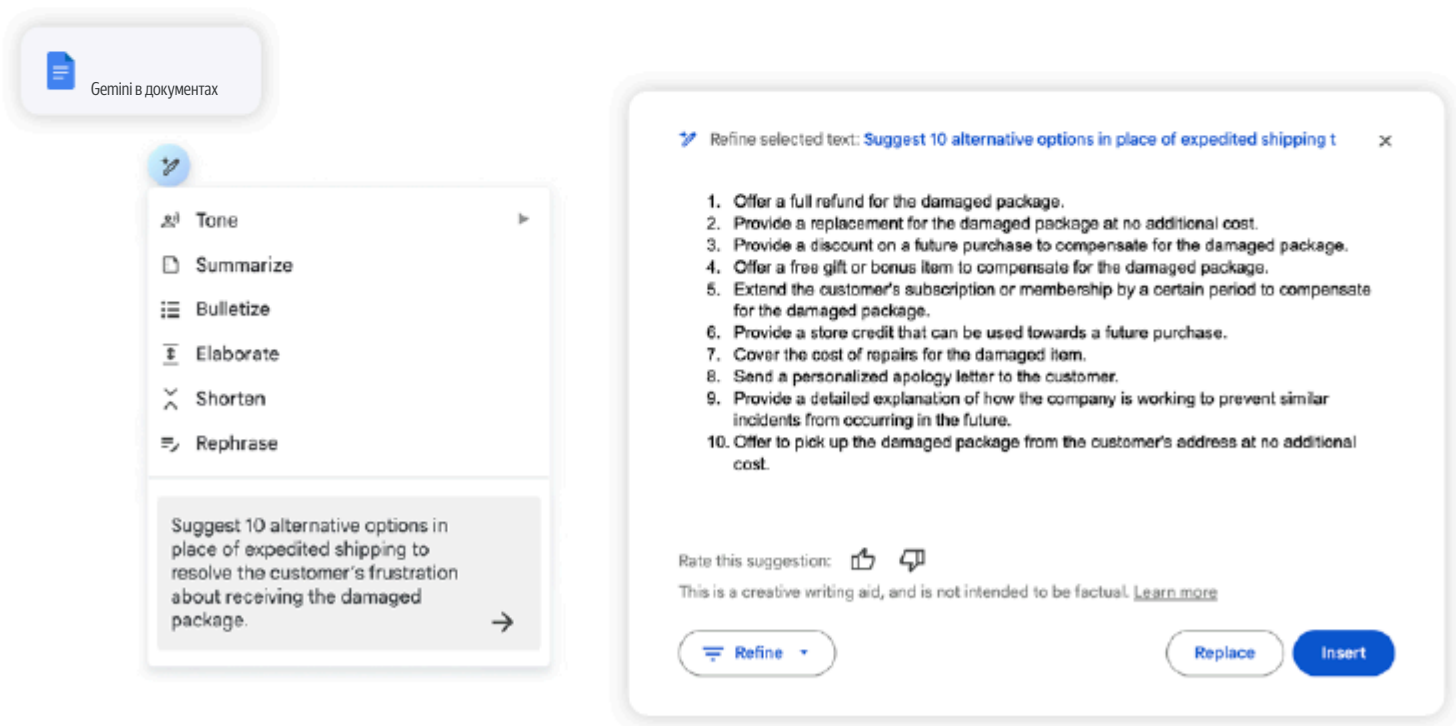 Gemini в документах
Tone
Summarize
Bulletize
Elaborate
Shorten
Rephrase
Suggest 10 alternative options in
place of expedited shipping to
resolve the customer's frustration
about receiving the damaged
package.
Refine selected text: Suggest 10 alternative options in place of expedited shipping t
1. Offer a full refund for the damaged package.
2. Provide a replacement for the damaged package at no additional cost.
3. Provide a discount on a future purchase to compensate for the damaged package.
4. Offer a free gift or bonus item to compensate for the damaged package.
5. Extend the customer's subscription or membership by a certain period to compensate
for the damaged package.
6. Provide a store credit that can be used towards a future purchase.
7. Cover the cost of repairs for the damaged item.
8. Send a personalized apology letter to the customer.
9. Provide a detailed explanation of how the company is working to prevent similar
incidents from occurring in the future.
10. Offer to pick up the damaged package from the customer's address at no additional
cost.
Rate this suggestion:
This is a creative writing aid, and is not intended to be factual. Learn more
Refine
Replace
Insert